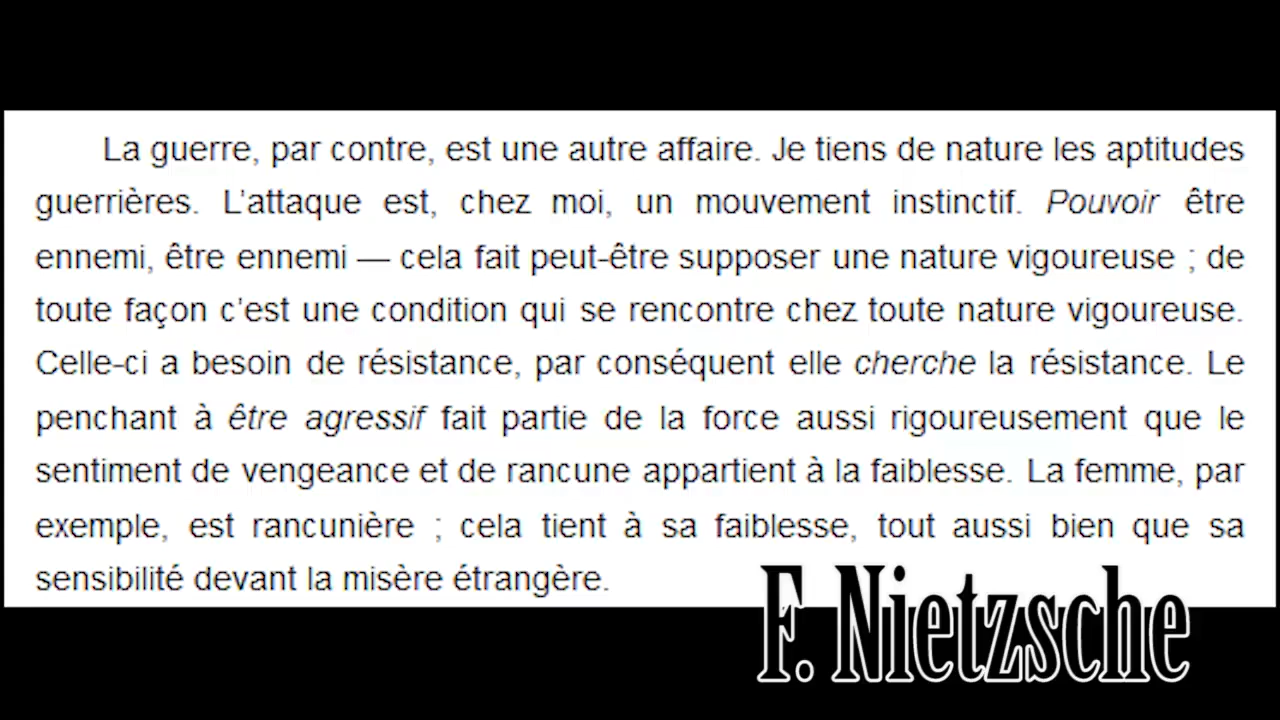 La guerre, par contre, est une autre affaire. Je tiens de nature les aptitudes
guerrières. L’attaque est, chez moi, un mouvement instinctif. Pouvoir être
ennemi, être ennemi — cela fait peut-être supposer une nature vigoureuse ; de
toute façon c’est une condition qui se rencontre chez toute nature vigoureuse.
Celle-ci a besoin de résistance, par conséquent elle cherche la résistance. Le
penchant à être agressif fait partie de la force aussi rigoureusement que le
sentiment de vengeance et de rancune appartient à la faiblesse. La femme, par
exemple, est rancunière ; cela tient à sa faiblesse, tout aussi bien que sa
sensibilité devant la misère étrangère.
F. Nietzsche